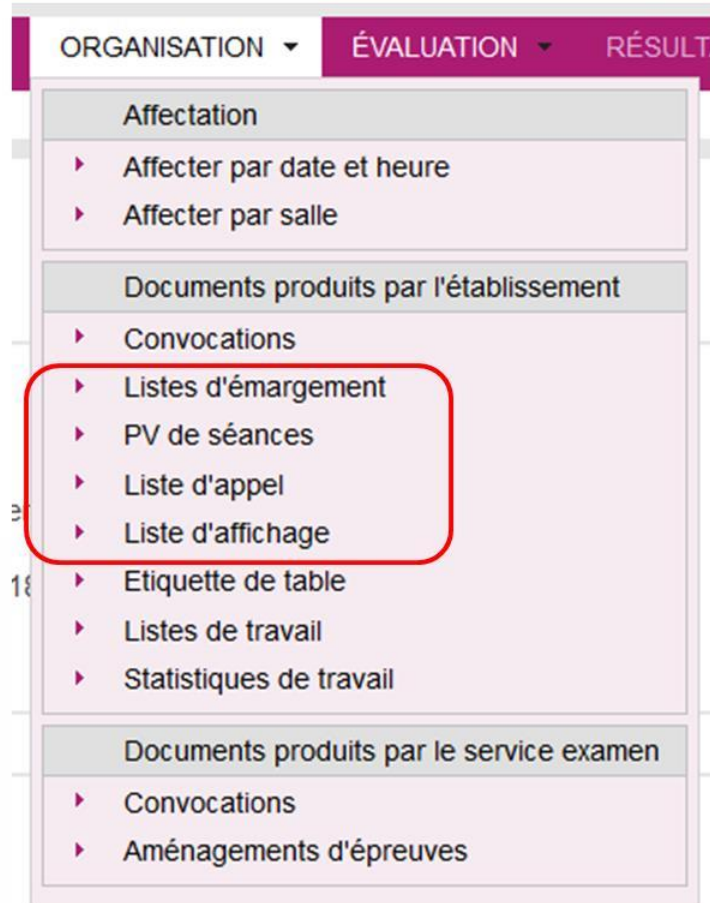 ORGANISATION ÉVALUATION RÉSULT
Affectation
Affecter par date et heure
Affecter par salle
Documents produits par l'établissement
Convocations
Listes d'émargement
PV de séances
Liste d'appel
Liste d'affichage
Etiquette de table
Listes de travail
Statistiques de travail
Documents produits par le service examen
Convocations
Aménagements d'épreuves